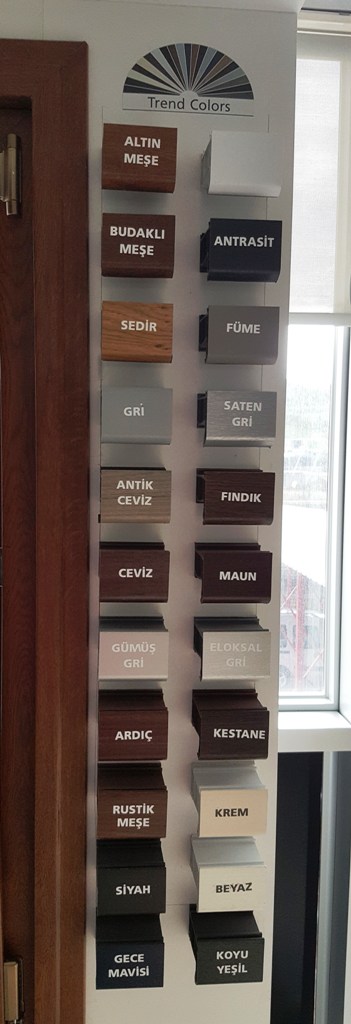 Trend Colors
ALTIN
MEŞE
BUDAKLI
MEŞE
ANTRASİT
SEDİR
FÜME
GRİ
SATEN
GRİ
ANTİK
CEVİZ
FINDIK
CEVİZ
MAUN
GÜMÜŞ
GRİ
ELOKSAL
GRİ
ARDIÇ
KESTANE
RUSTİK
MEŞE
KREM
SİYAH
BEYAZ
GECE
MAVİSİ
KOYU
YEŞİL